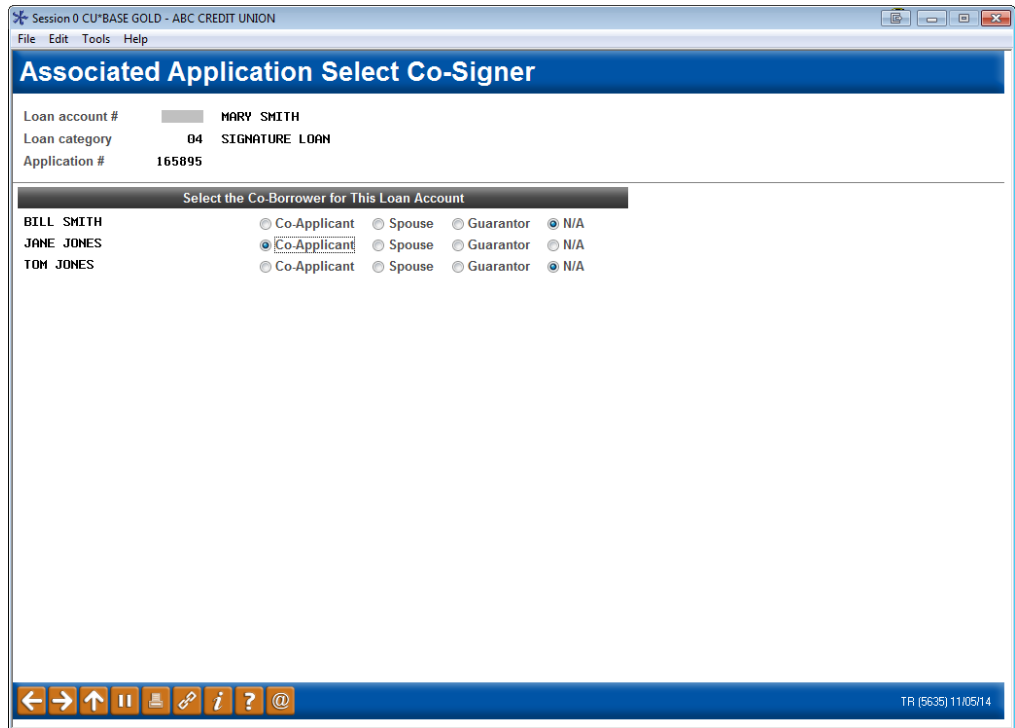 Session 0 CU*BASE GOLD - ABC CREDIT UNION
File Edit Tools Help
Associated Application Select Co-Signer
Loan account # MARY SMITH
Loan category 04 SIGNATURE LOAN
Application # 165895
Select the Co-Borrower for This Loan Account
BILL SMITH Co-Applicant Spouse Guarantor N/A
JANE JONES Co-Applicant Spouse Guarantor N/A
TOM JONES Co-Applicant Spouse Guarantor N/A
i ? @ TR (5635) 11/05/14